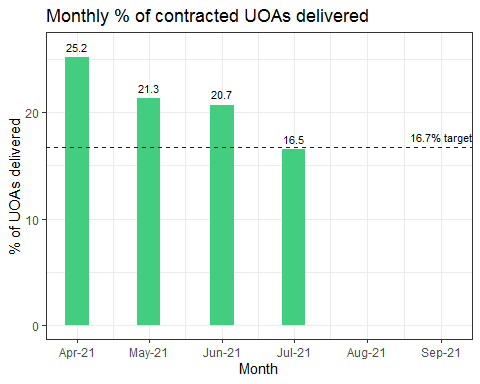 Monthly % of contracted UOAs delivered
25.2
21.3
20.7
16.5
16.7% target
20
10
0
% of UOAs delivered
Apr-21 May-21 Jun-21 Jul-21 Aug-21 Sep-21
Month